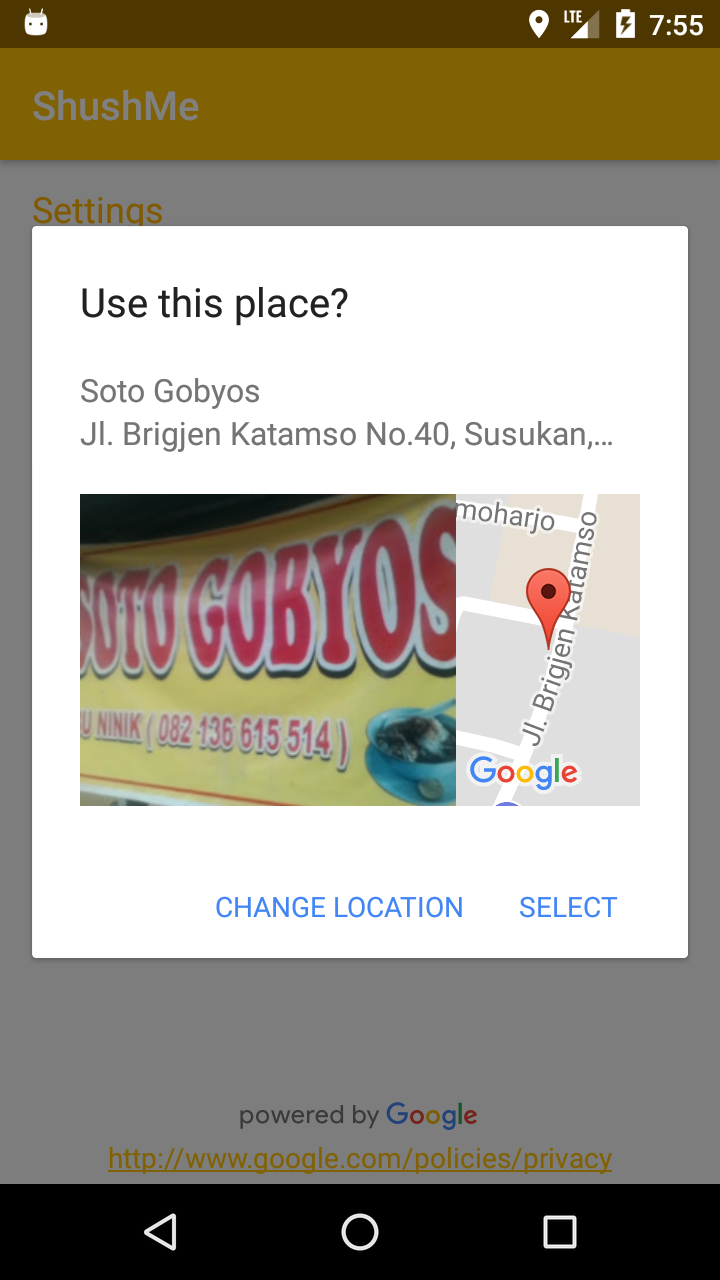 LTE 7:55
ShushMe
Settings
Use this place?
Soto Gobyos
Jl. Brigjen Katamso No.40, Susukan,...
SOTO GOBYOS
U NINIK ( 082 136 615 514 )
moharjo
Jl. Brigjen Katamso
Google
CHANGE LOCATION SELECT
powered by Google
http://www.google.com/policies/privacy